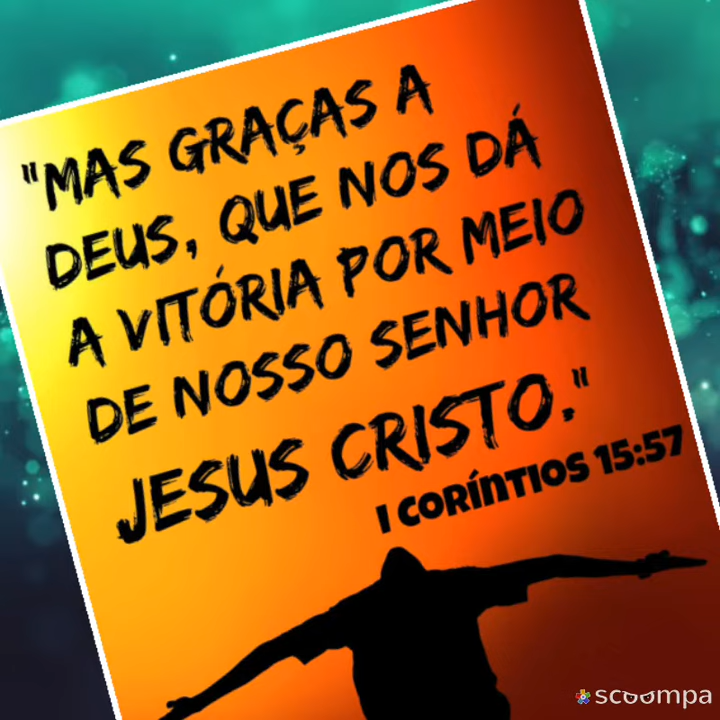 "MAS GRAÇAS A
DEUS, QUE NOS DÁ
A VITÓRIA POR MEIO
DE NOSSO SENHOR
JESUS CRISTO."
I CORÍNTIOS 15:57
scoompa